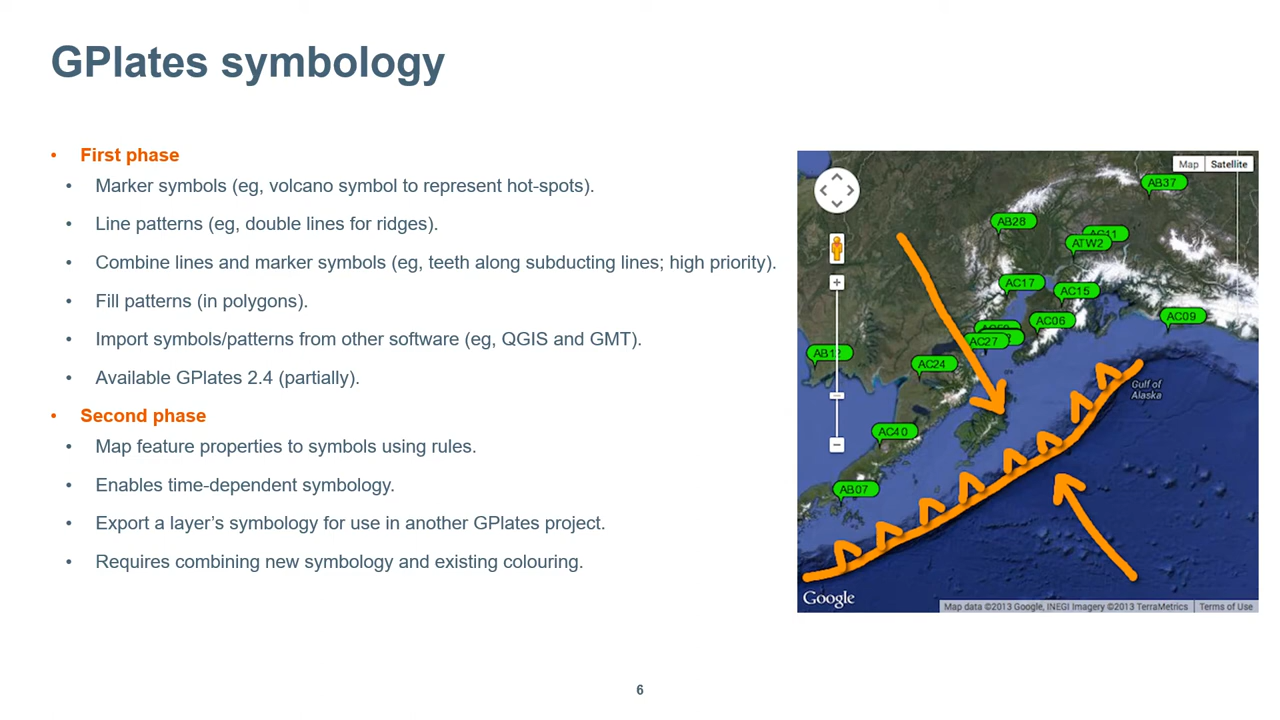 GPlates symbology
• First phase
• Marker symbols (eg, volcano symbol to represent hot-spots).
• Line patterns (eg, double lines for ridges).
• Combine lines and marker symbols (eg, teeth along subducting lines; high priority).
• Fill patterns (in polygons).
• Import symbols/patterns from other software (eg, QGIS and GMT).
• Available GPlates 2.4 (partially).
• Second phase
• Map feature properties to symbols using rules.
• Enables time-dependent symbology.
• Export a layer's symbology for use in another GPlates project.
• Requires combining new symbology and existing colouring.
Map Satellite
AB37
AB28
AC11
ATW2
AC17
AC15
AC06
AC09
AC27
AC24
Gulf of
Alaska
AC40
AB07
Google
Map data ©2013 Google, INEGI Imagery ©2013 TerraMetrics Terms of Use
6